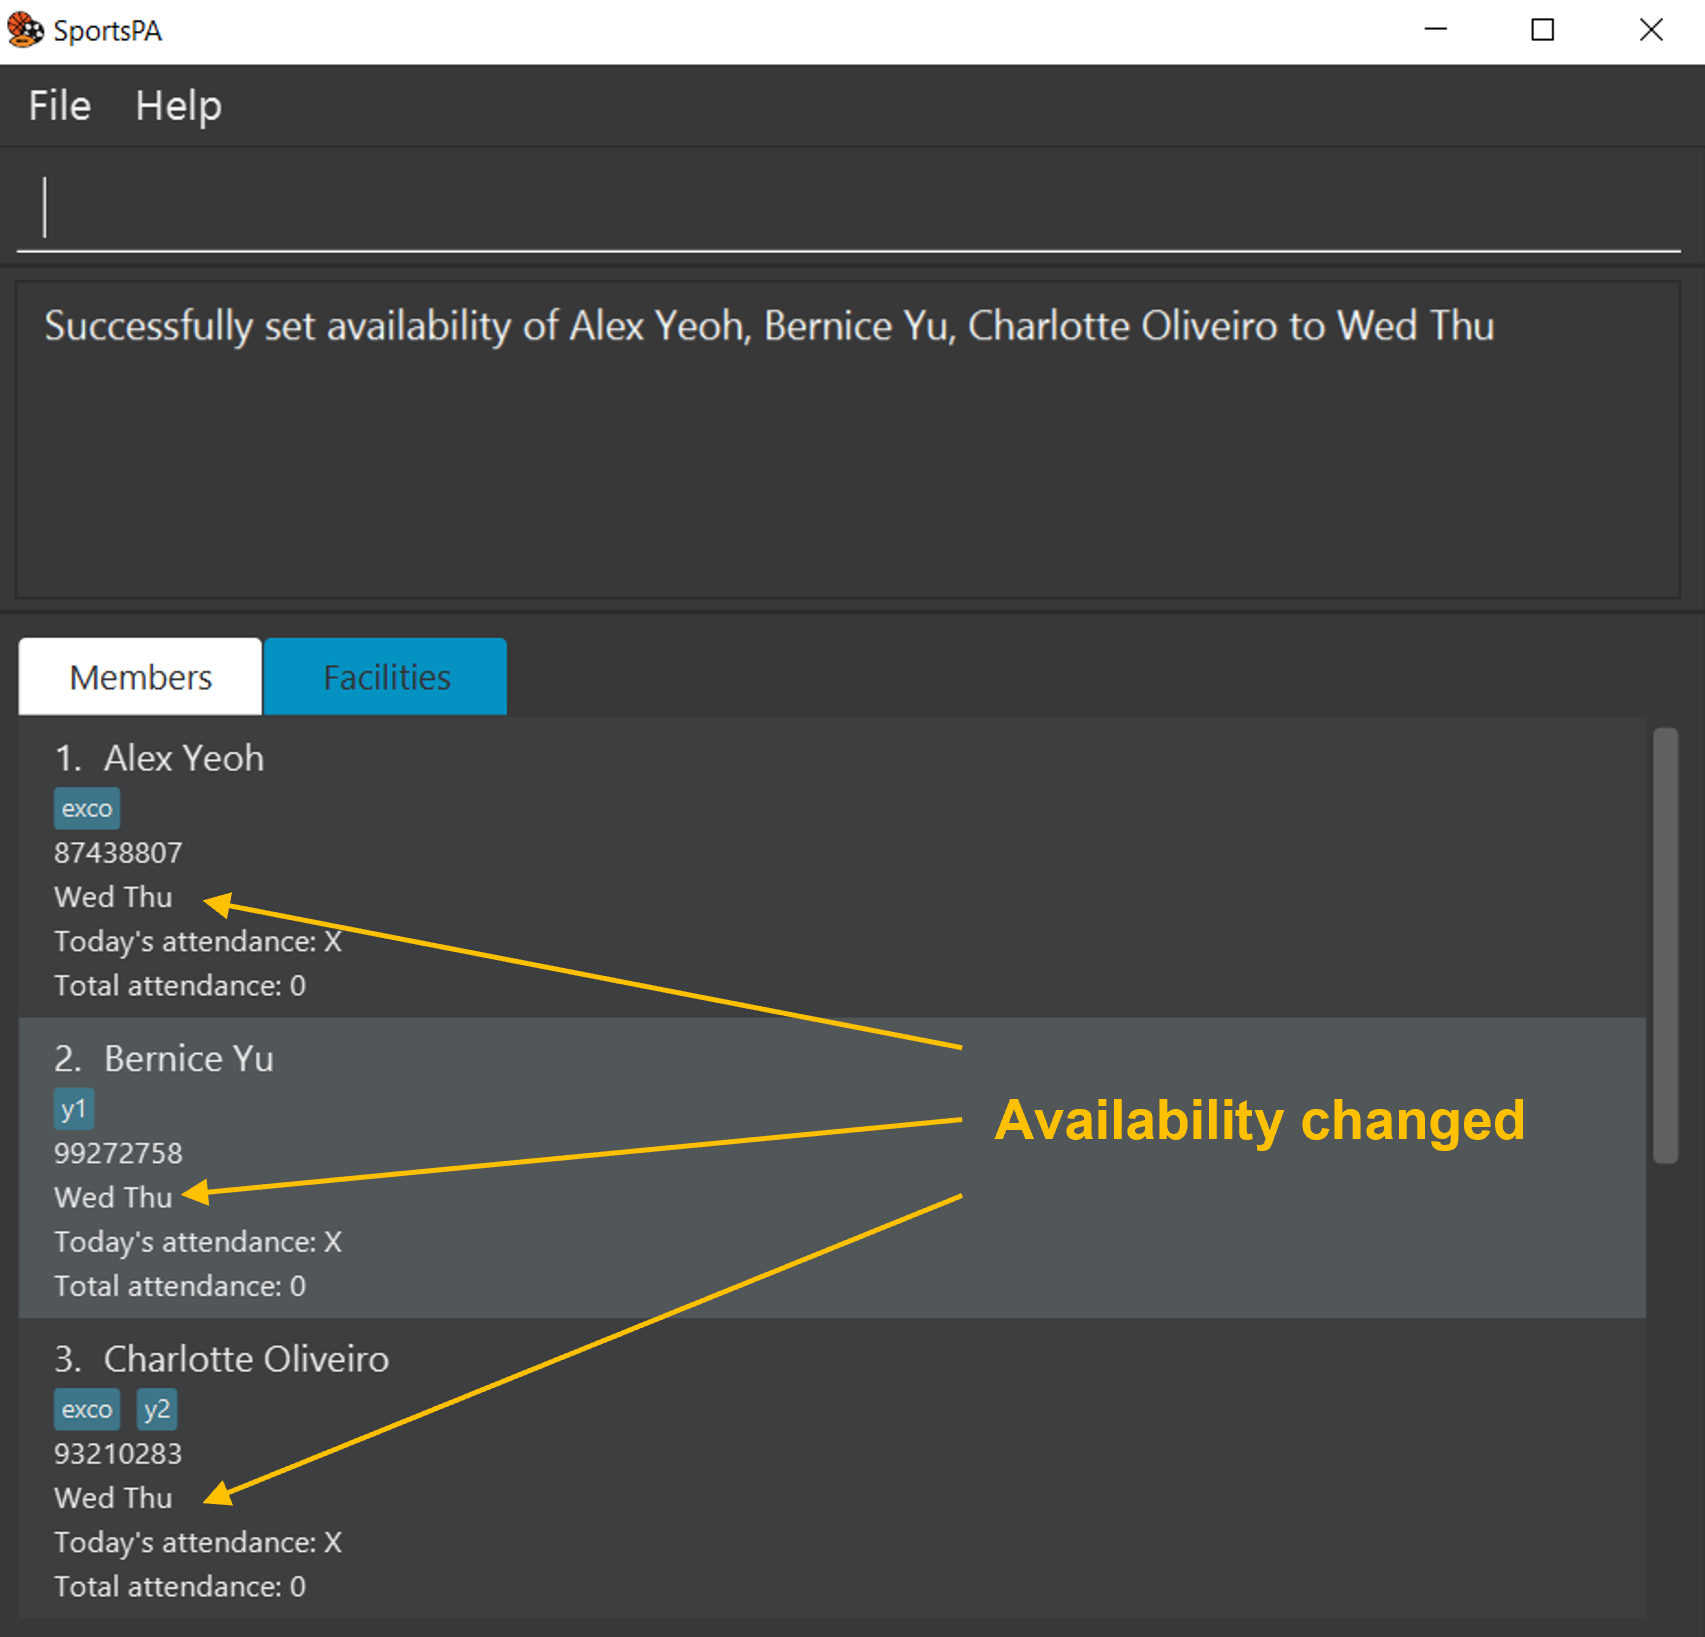 SportsPA
File Help
Successfully set availability of Alex Yeoh, Bernice Yu, Charlotte Oliveiro to Wed Thu
Members Facilities
1. Alex Yeoh
exco
87438807
Wed Thu
Today's attendance: X
Total attendance: 0
2. Bernice Yu
y1
99272758
Wed Thu
Today's attendance: X
Total attendance: 0
Availability changed
3. Charlotte Oliveiro
exco y2
93210283
Wed Thu
Today's attendance: X
Total attendance: 0